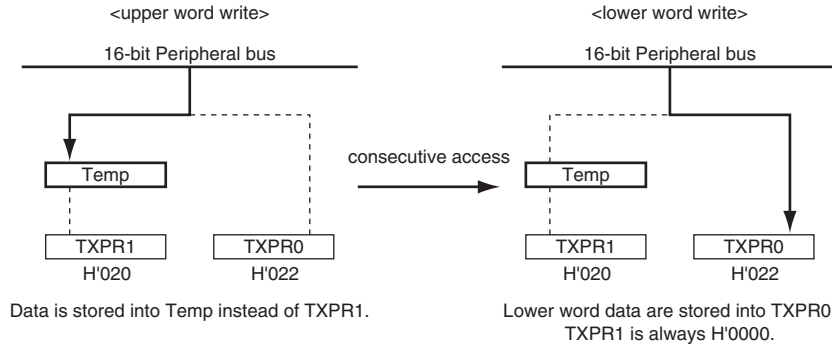 <upper word write>
16-bit Peripheral bus
Temp
TXPR1
TXPR0
H'020
H'022
Data is stored into Temp instead of TXPR1.
consecutive access
<lower word write>
16-bit Peripheral bus
Temp
TXPR1
TXPR0
H'020
H'022
Lower word data are stored into TXPR0
TXPR1 is always H'0000.